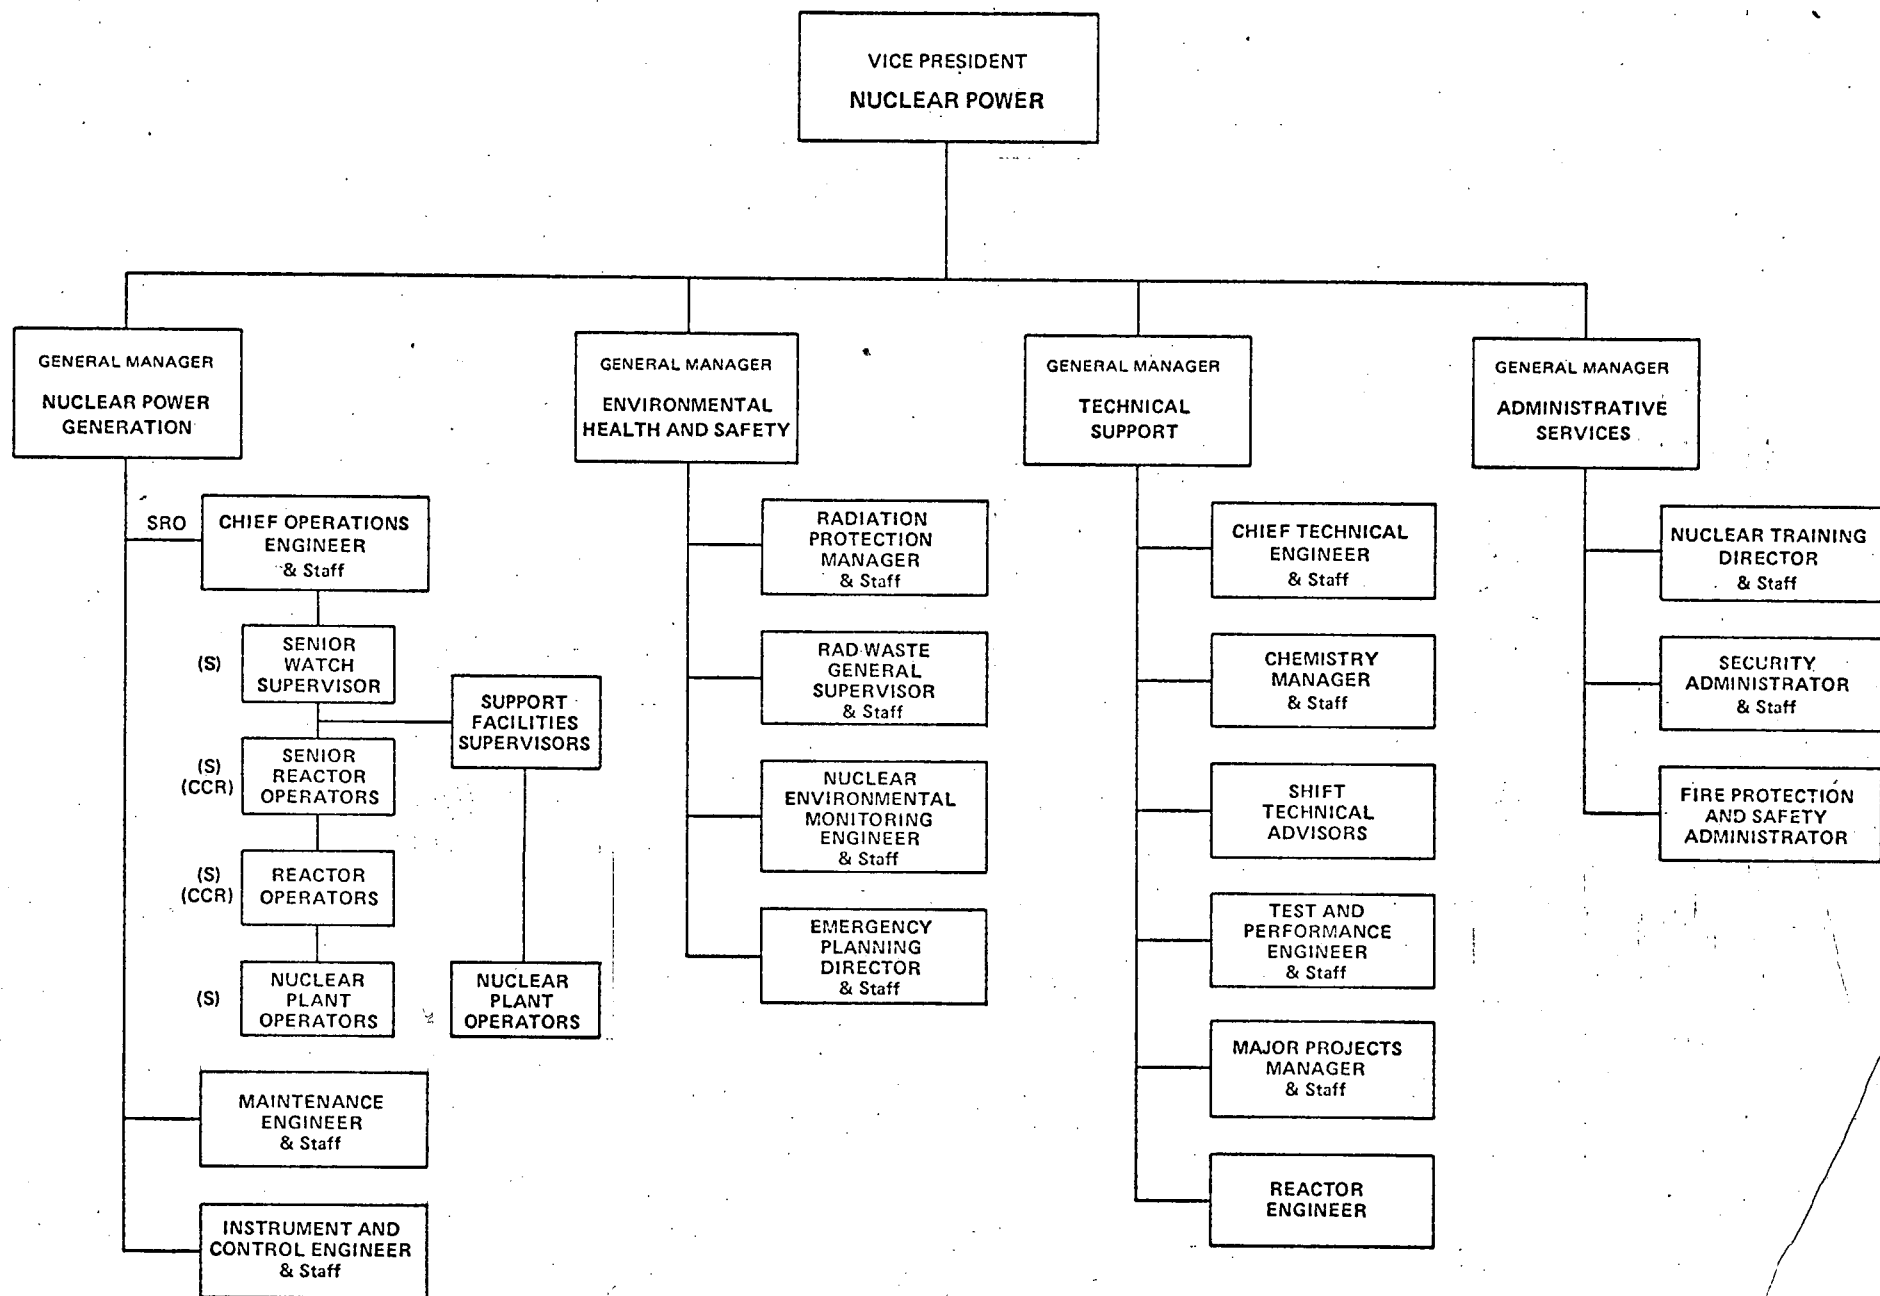 VICE PRESIDENT
NUCLEAR POWER
GENERAL MANAGER
NUCLEAR POWER
GENERATION
GENERAL MANAGER
ENVIRONMENTAL
HEALTH AND SAFETY
GENERAL MANAGER
TECHNICAL
SUPPORT
GENERAL MANAGER
ADMINISTRATIVE
SERVICES
SRO
CHIEF OPERATIONS
ENGINEER
& Staff
(S)
SENIOR
WATCH
SUPERVISOR
SUPPORT
FACILITIES
SUPERVISORS
(S)
(CCR)
SENIOR
REACTOR
OPERATORS
(S)
(CCR)
REACTOR
OPERATORS
(S)
NUCLEAR
PLANT
OPERATORS
NUCLEAR
PLANT
OPERATORS
MAINTENANCE
ENGINEER
& Staff
INSTRUMENT AND
CONTROL ENGINEER
& Staff
RADIATION
PROTECTION
MANAGER
& Staff
RAD WASTE
GENERAL
SUPERVISOR
& Staff
NUCLEAR
ENVIRONMENTAL
MONITORING
ENGINEER
& Staff
EMERGENCY
PLANNING
DIRECTOR
& Staff
CHIEF TECHNICAL
ENGINEER
& Staff
CHEMISTRY
MANAGER
& Staff
SHIFT
TECHNICAL
ADVISORS
TEST AND
PERFORMANCE
ENGINEER
& Staff
MAJOR PROJECTS
MANAGER
& Staff
REACTOR
ENGINEER
NUCLEAR TRAINING
DIRECTOR
& Staff
SECURITY
ADMINISTRATOR
& Staff
FIRE PROTECTION
AND SAFETY
ADMINISTRATOR